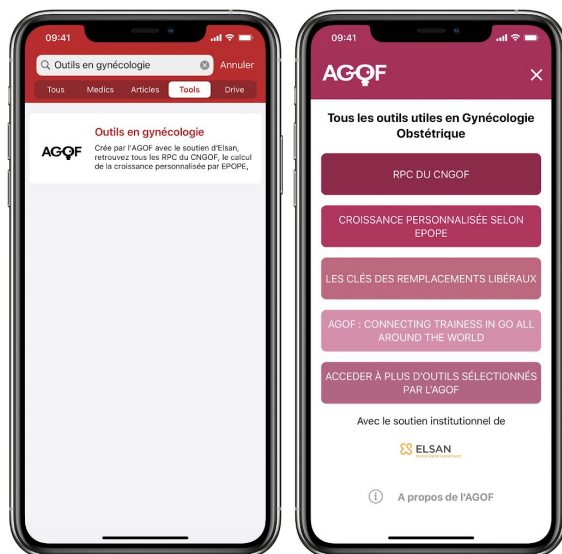 09:41
Outils en gynécologie
Annuler
Tous Medics Articles Tools Drive
Outils en gynécologie
AGOF
Crée par l'AGOF avec le soutien d'Elsan,
retrouvez tous les RPC du CNGOF, le calcul
de la croissance personnalisée par EPOPE,
09:41
AGOF
Tous les outils utiles en Gynécologie
Obstétrique
RPC DU CNGOF
CROISSANCE PERSONNALISÉE SELON
EPOPE
LES CLÉS DES REMPLACEMENTS LIBÉRAUX
AGOF : CONNECTING TRAINESS IN GO ALL
AROUND THE WORLD
ACCEDER À PLUS D'OUTILS SÉLECTIONNÉS
PAR L'AGOF
Avec le soutien institutionnel de
ELSAN
A propos de l'AGOF